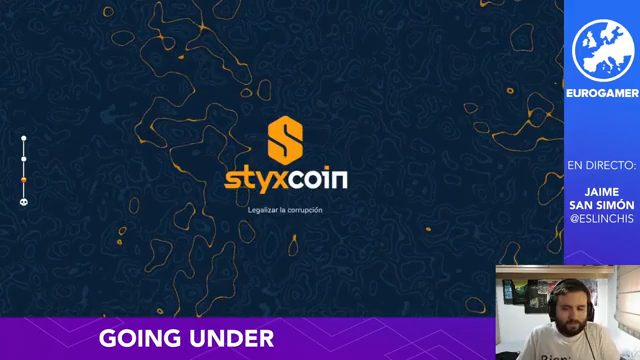 styxcoin
Legalizar la corrupción
EUROGAMER
EN DIRECTO:
JAIME
SAN SIMÓN
@ESLINCHIS
GOING UNDER